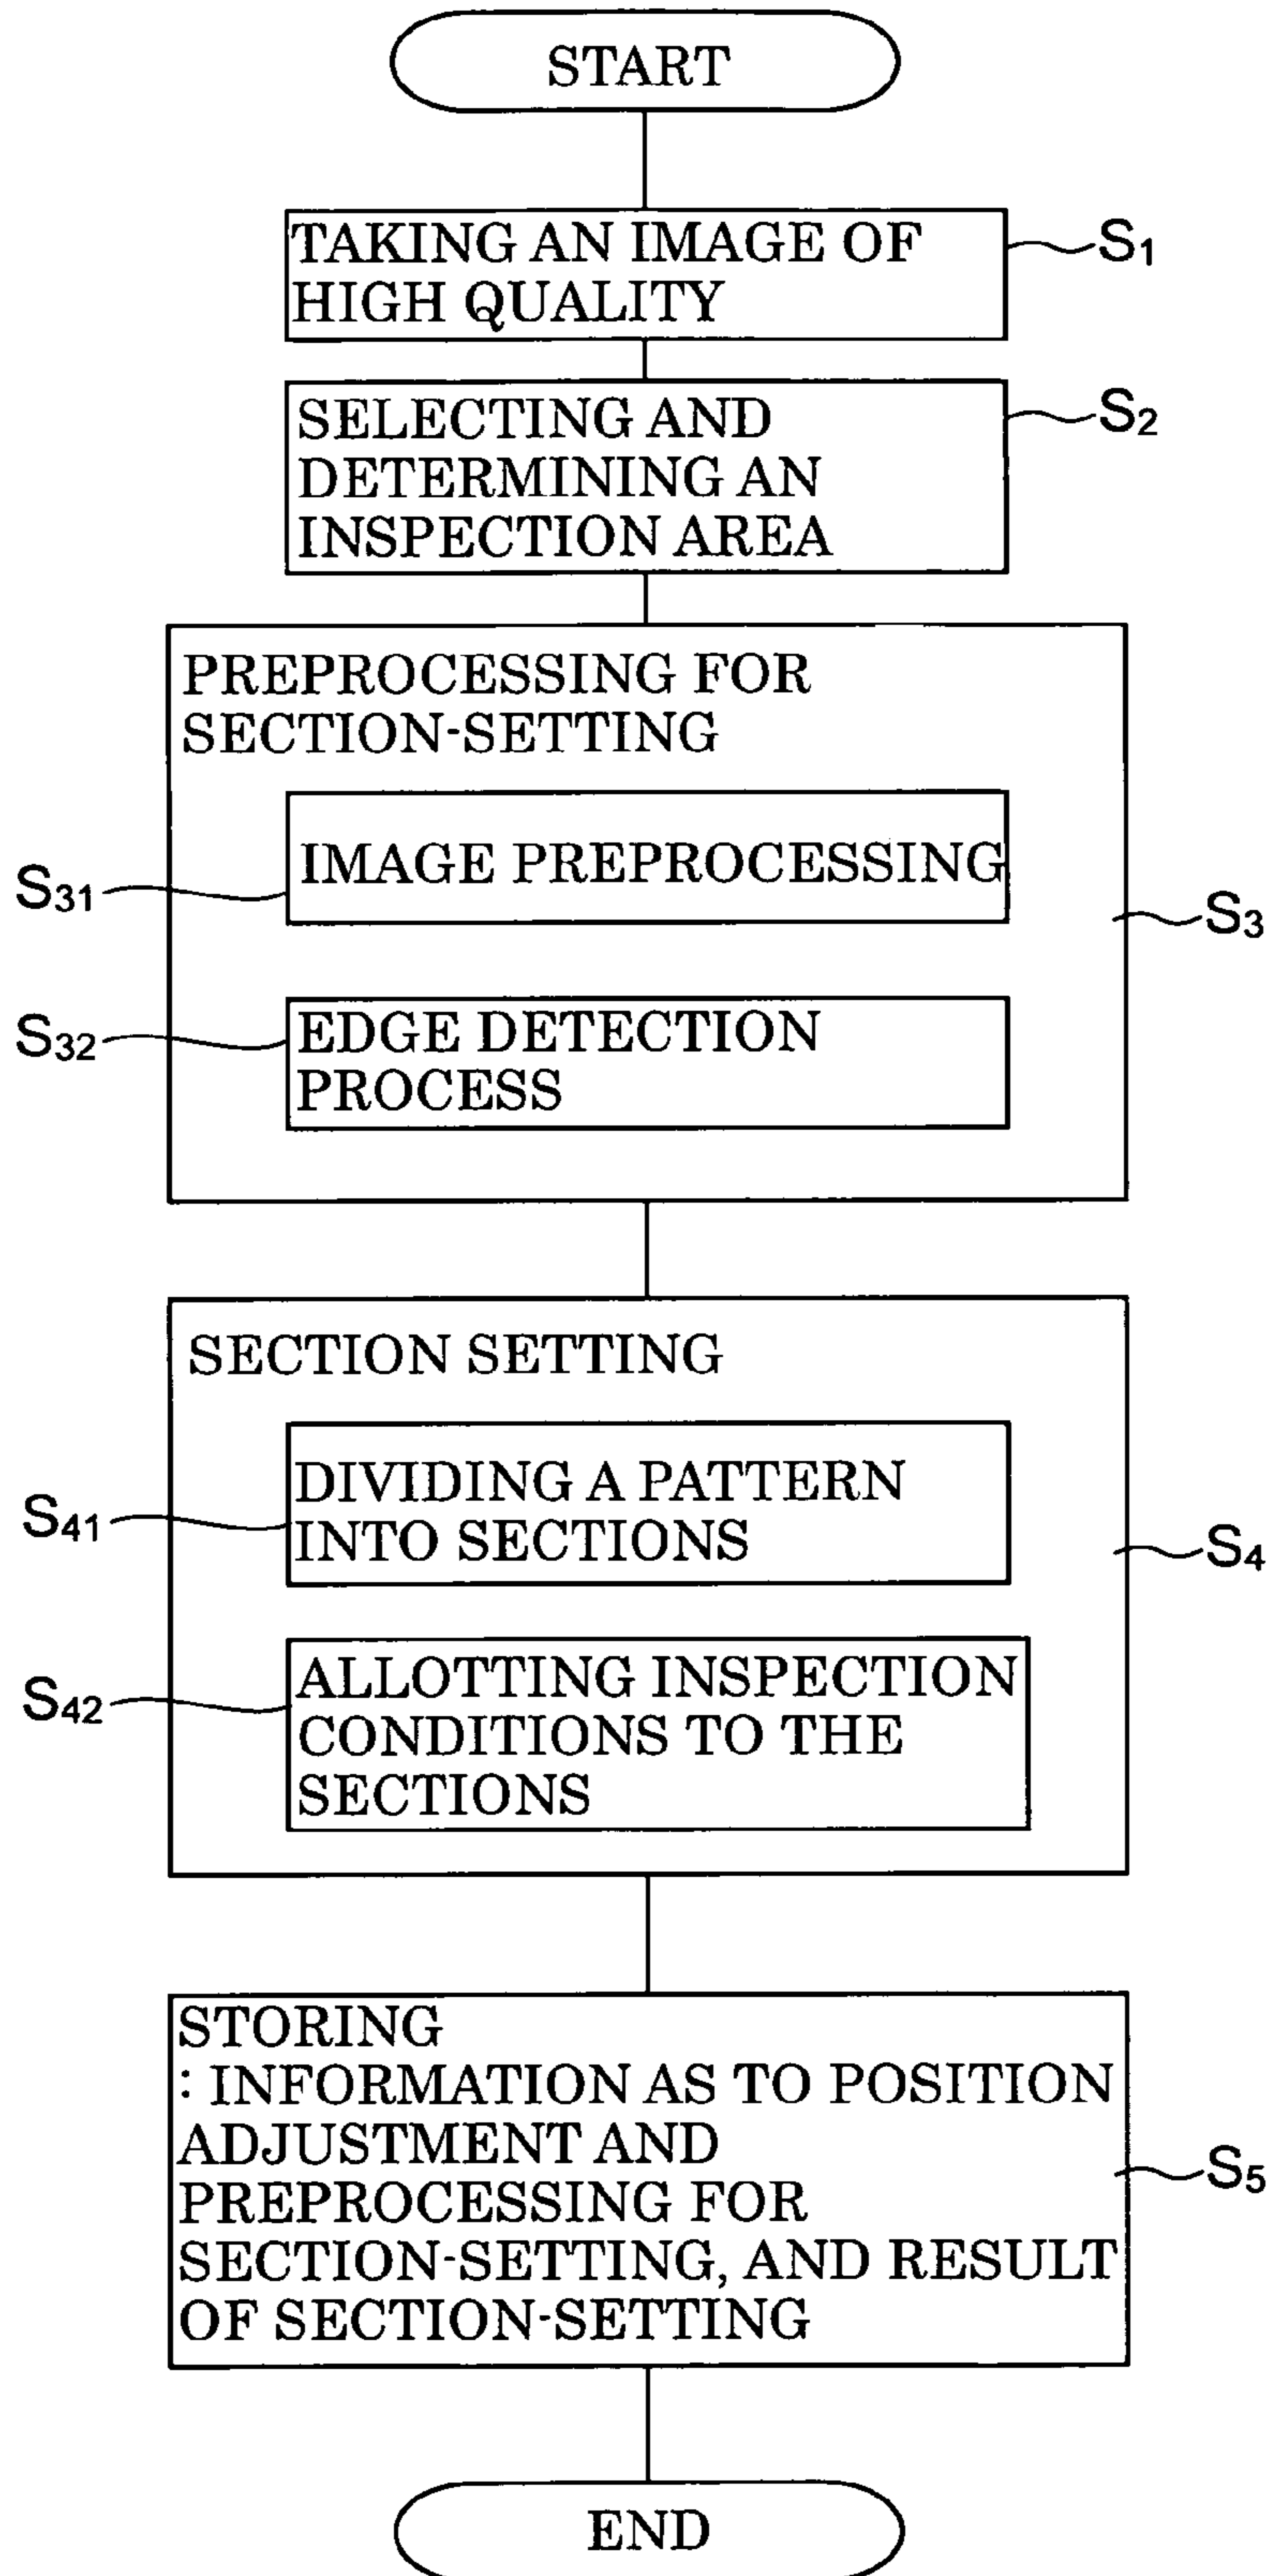 START
TAKING AN IMAGE OF
HIGH QUALITY
S1
SELECTING AND
DETERMINING AN
INSPECTION AREA
S2
PREPROCESSING FOR
SECTION-SETTING
IMAGE PREPROCESSING
S31
S3
EDGE DETECTION
PROCESS
S32
SECTION SETTING
DIVIDING A PATTERN
INTO SECTIONS
S41
S4
ALLOTTING INSPECTION
CONDITIONS TO THE
SECTIONS
S42
STORING
: INFORMATION AS TO POSITION
ADJUSTMENT AND
PREPROCESSING FOR
SECTION-SETTING, AND RESULT
OF SECTION-SETTING
S5
END